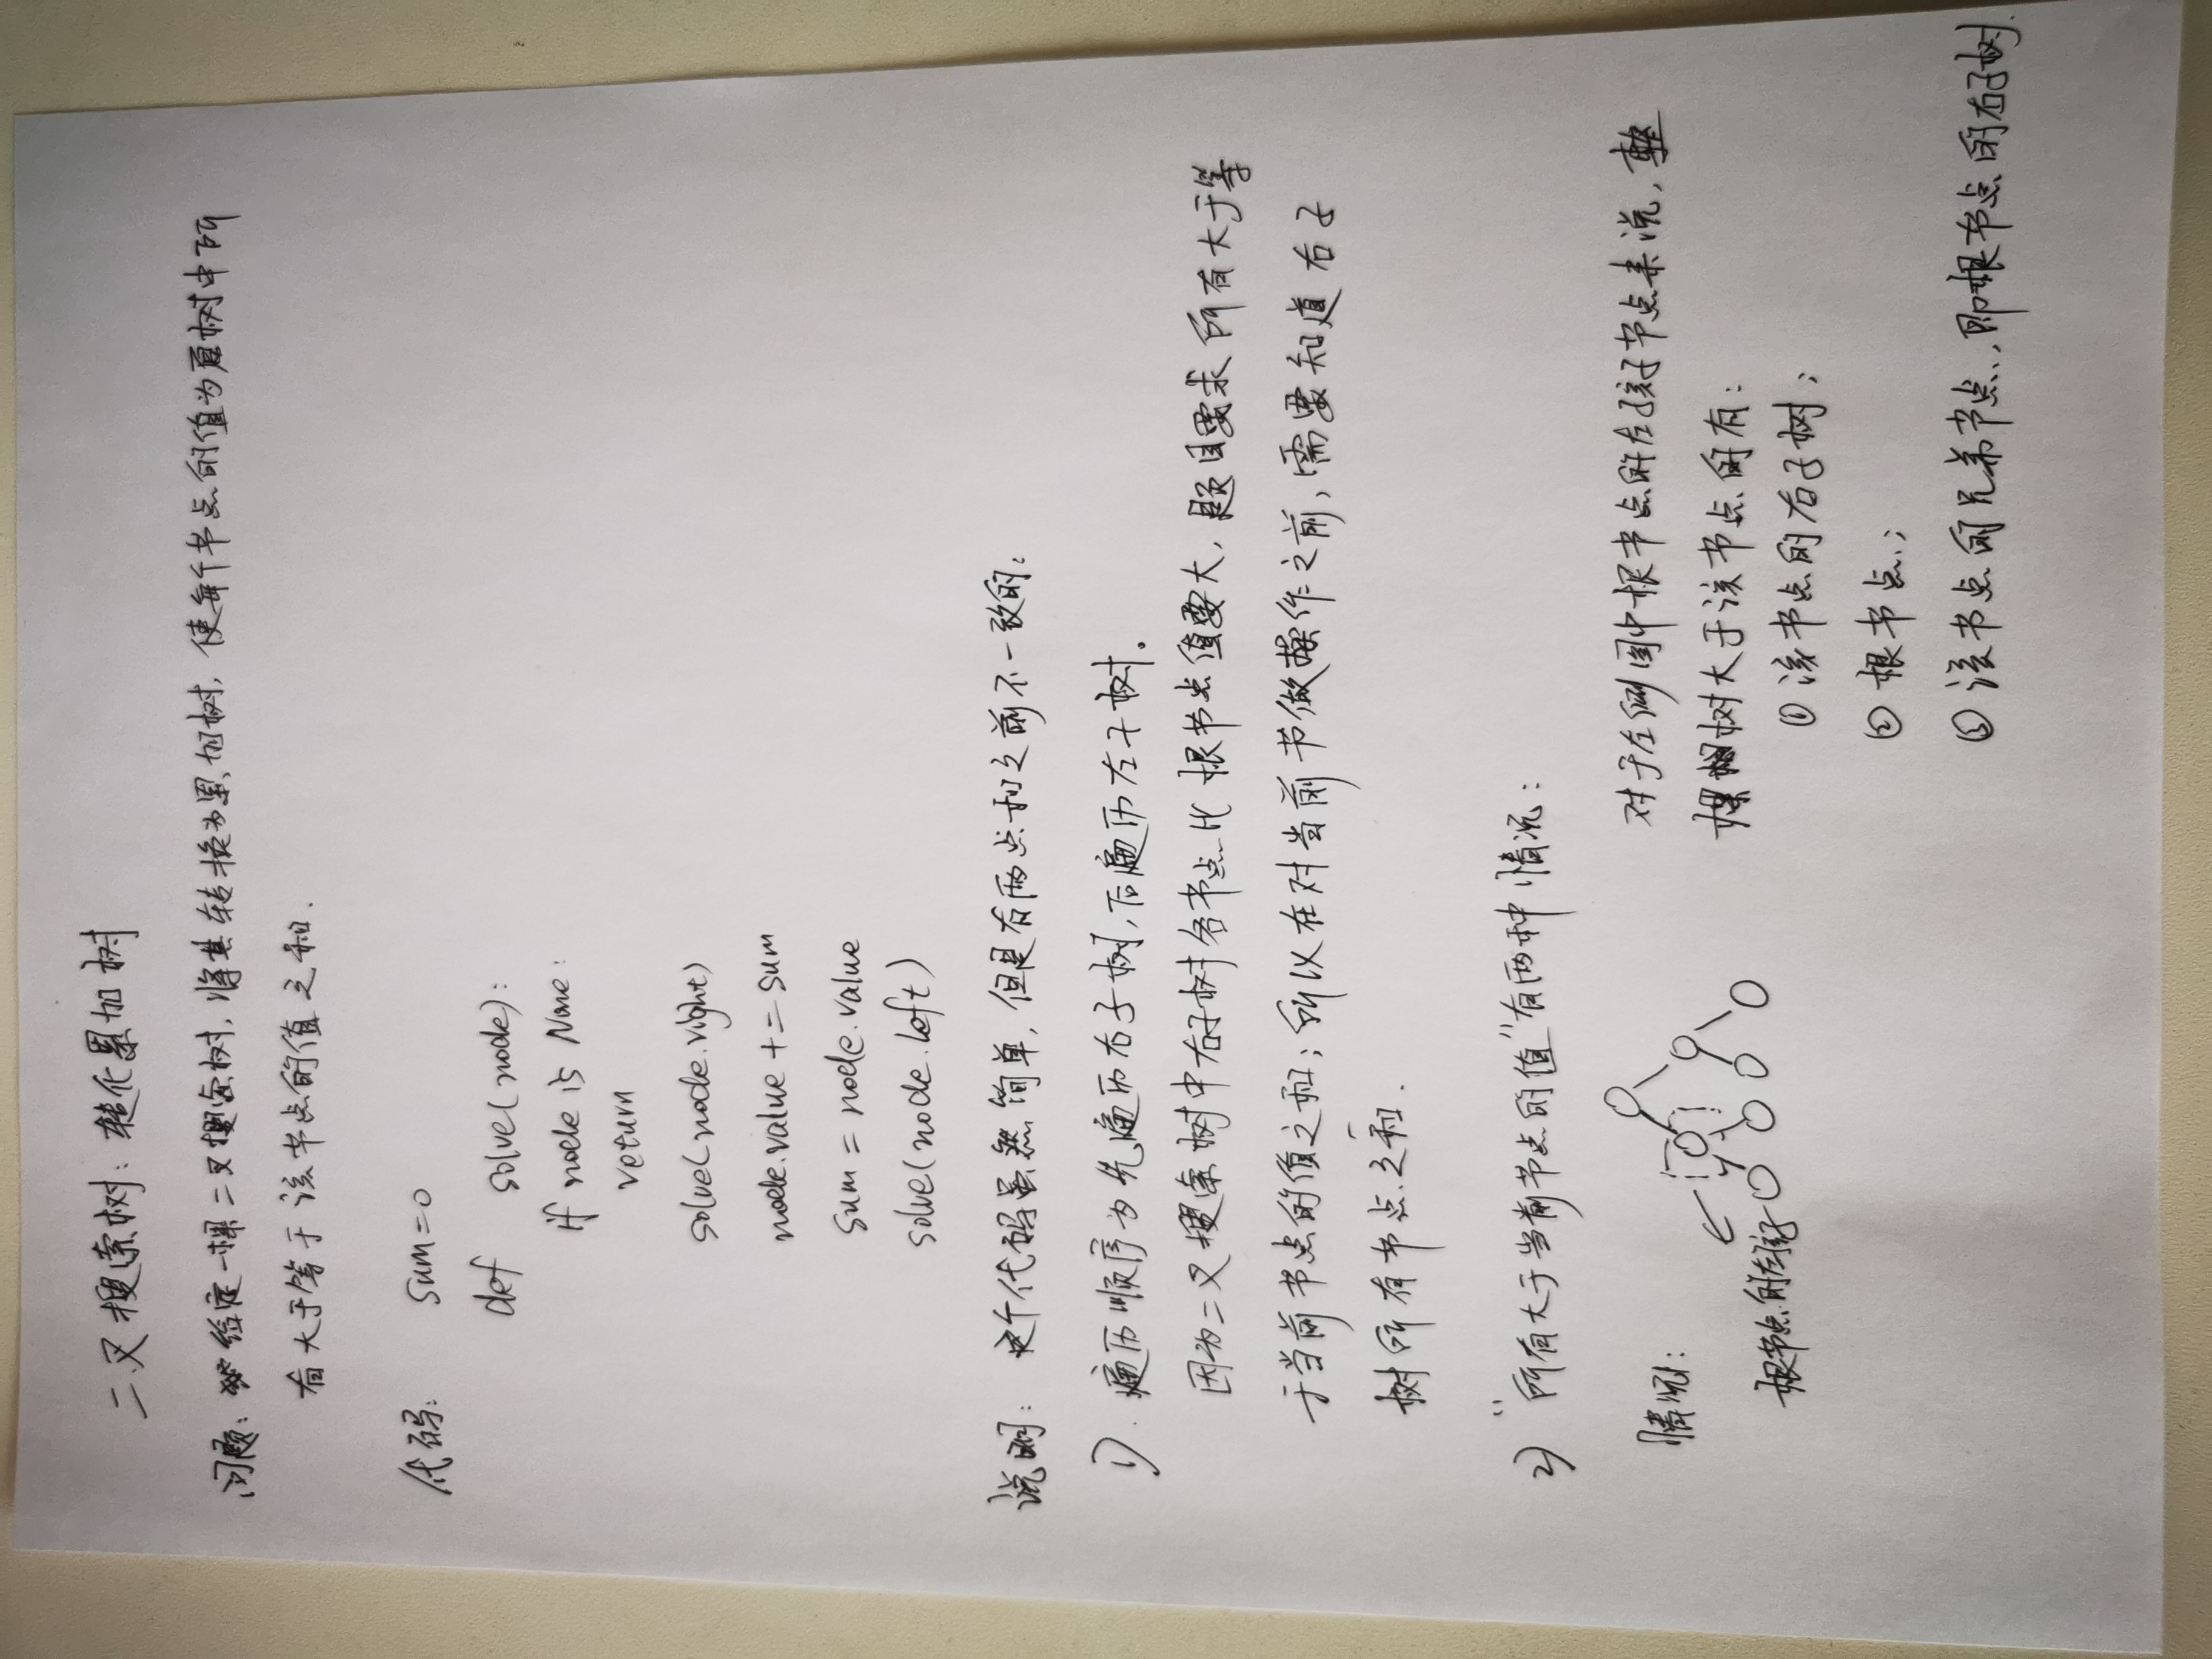 二叉搜索树：转化累加树
问题：给定一棵二叉搜索树，将其转换为累加树，使每个节点的值为原树中所
有大于等于该节点的值之和.
代码： sum=0
def solve(node):
if node is None:
return
solve(node.right)
node.value += sum
sum = node.value
solve(node.left)
说明：这个代码虽然简单，但是有两点和之前不一致的：
1). 遍历顺序为先遍历右子树，后遍历左子树。
因为二叉搜索树中右子树各节点比根节点值要大，题目要求所有大于等
于当前节点的值之和；所以在对当前节做操作之前，需要知道右子
树所有节点之和.
2) “所有大于当前节点的值”有两种情况：
情况1:
根节点的左孩子
对于左侧图中根节点的左孩子节点来说，整
棵树大于该节点的有：
① 该节点的右子树；
② 根节点；
③ 该节点的兄弟节点，即根节点的右子树.